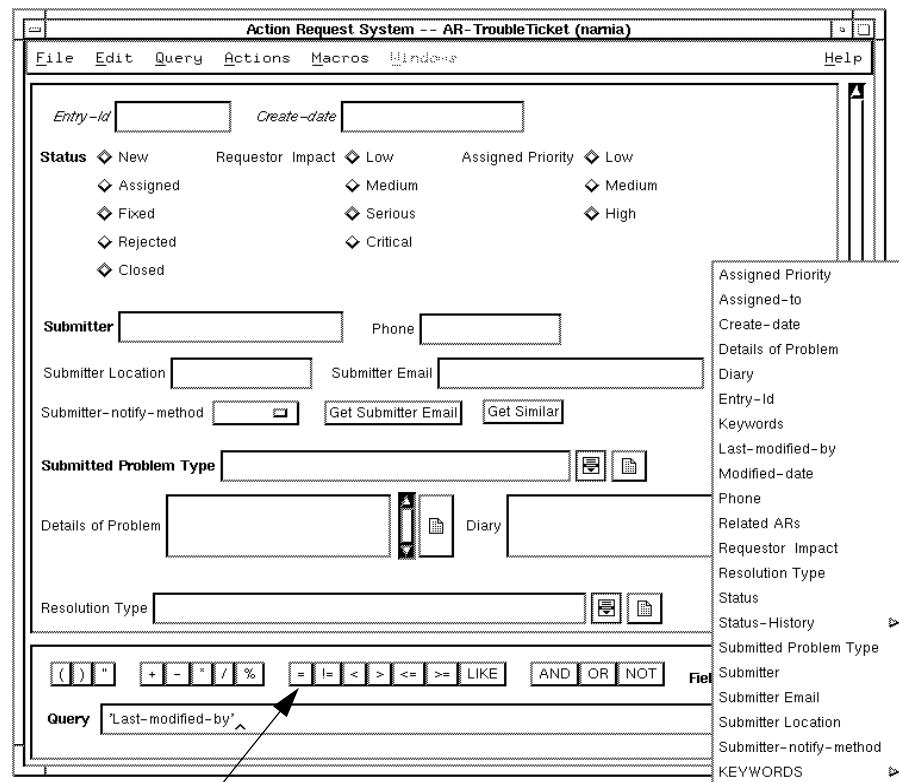 Action Request System -- AR-TroubleTicket (narnia)
File Edit Query Actions Macros Windows Help
Entry-Id Create-date
Status New Requestor Impact Low Assigned Priority Low
Assigned Medium Medium
Fixed Serious High
Rejected Critical
Closed
Submitter Phone
Submitter Location Submitter Email
Submitter-notify-method Get Submitter Email Get Similar
Submitted Problem Type
Details of Problem Diary
Resolution Type
( ) " + - * / % = != < > <= >= LIKE AND OR NOT
Query 'Last-modified-by'
Assigned Priority
Assigned-to
Create-date
Details of Problem
Diary
Entry-Id
Keywords
Last-modified-by
Modified-date
Phone
Related ARs
Requestor Impact
Resolution Type
Status
Status-History
Submitted Problem Type
Submitter
Submitter Email
Submitter Location
Submitter-notify-method
KEYWORDS